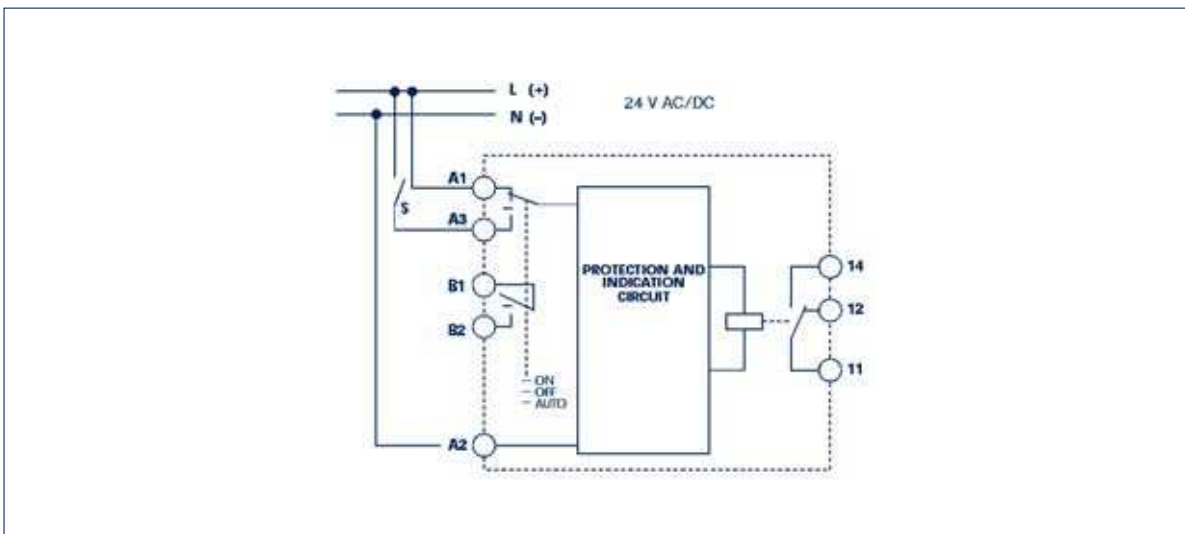 L (+)
24 V AC/DC
N (-)
A1
S
A3
B1
B2
PROTECTION AND
INDICATION
CIRCUIT
14
12
11
ON
OFF
AUTO
A2